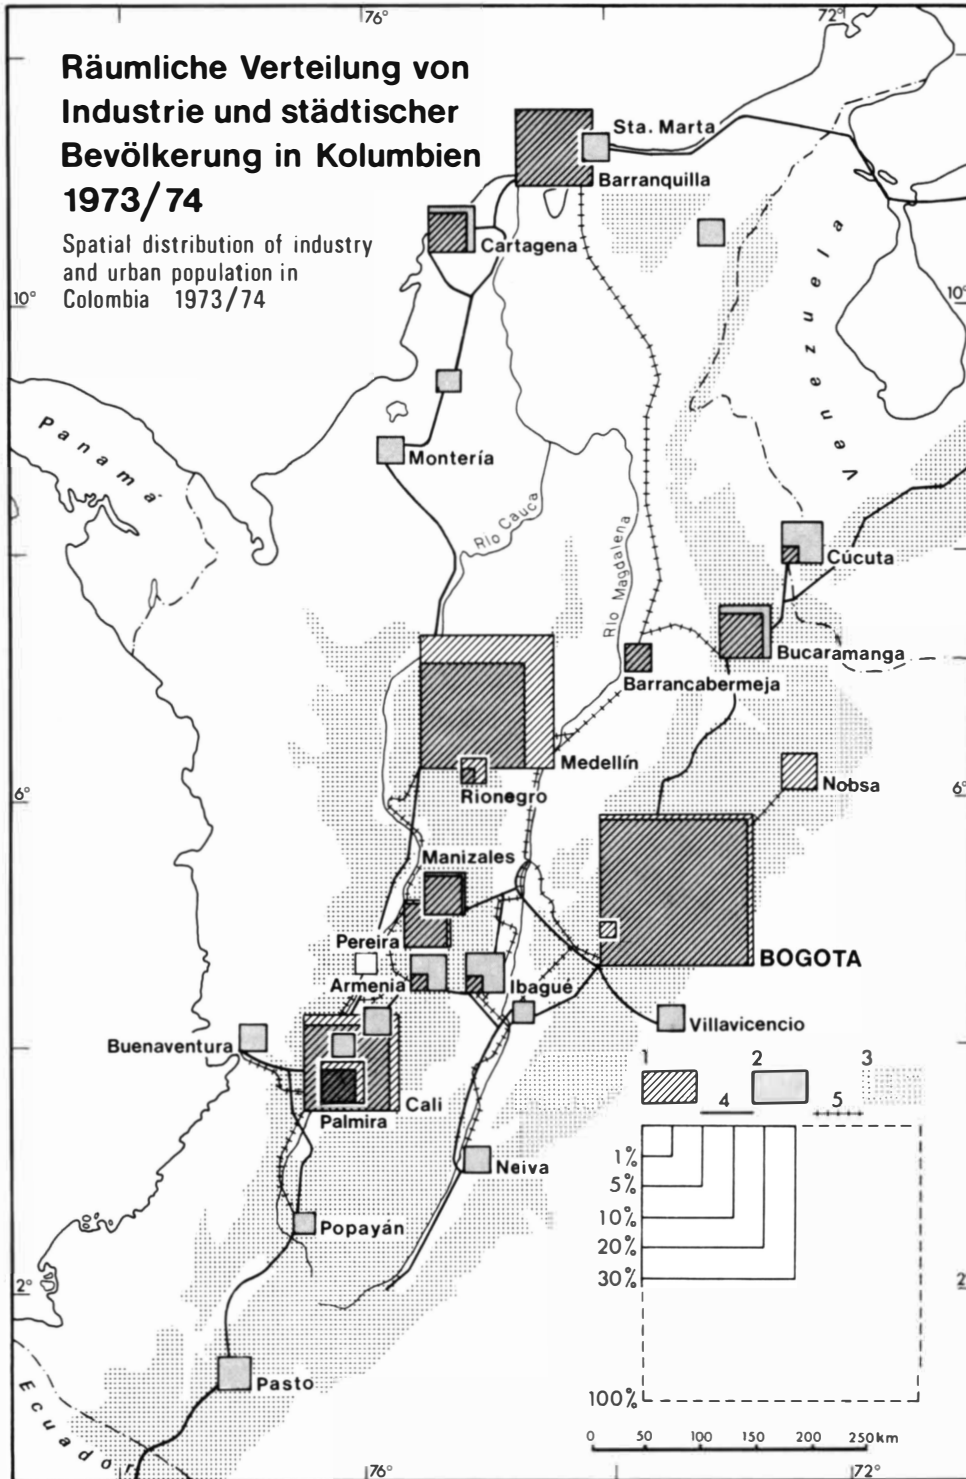 76°
72°
Räumliche Verteilung von
Industrie und städtischer
Bevölkerung in Kolumbien
1973/74
Spatial distribution of industry
and urban population in
Colombia 1973/74
Sta. Marta
Barranquilla
Cartagena
10°
10°
Venezuela
Panamá
Montería
Río Cauca
Río Magdalena
Cúcuta
Bucaramanga
Barrancabermeja
Medellín
Nobsa
Rionegro
6°
6°
Manizales
Pereira
BOGOTA
Armenia
Ibagué
Villavicencio
Buenaventura
Cali
Palmira
Neiva
Popayán
1
2
3
4
5
1%
5%
10%
20%
30%
100%
2°
2°
Pasto
Ecuador
0 50 100 150 200 250km
76°
72°